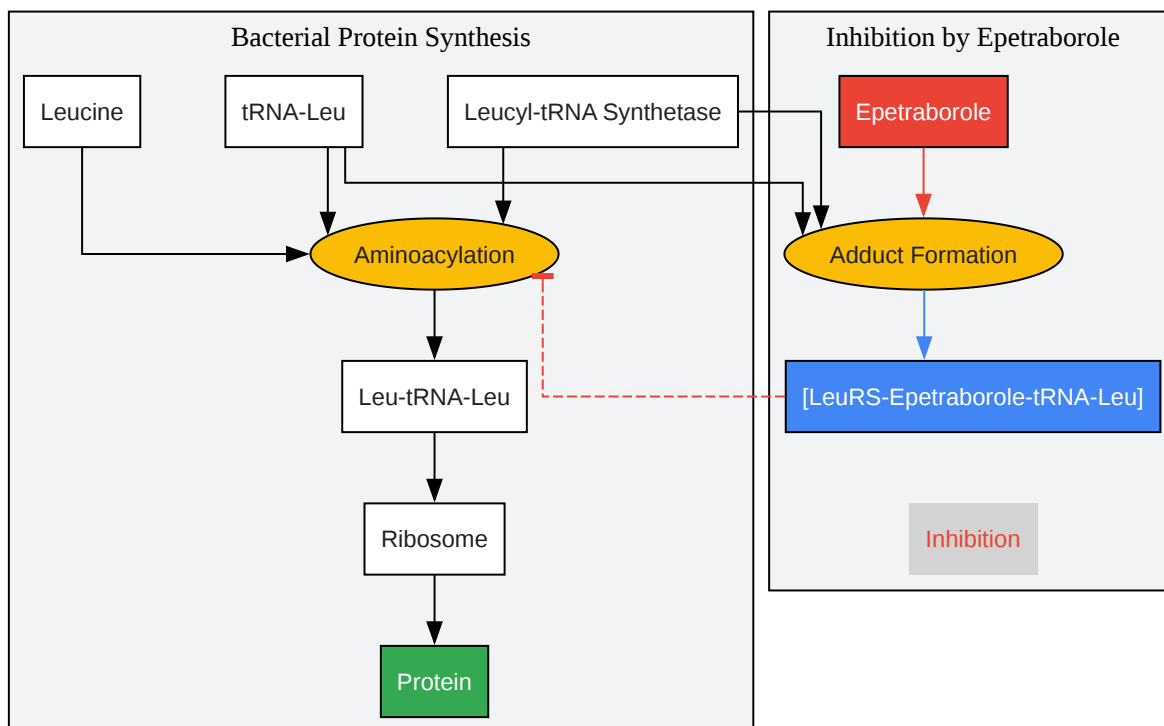 Bacterial Protein Synthesis
Inhibition by Epetraborole
Leucine
tRNA-Leu
Leucyl-tRNA Synthetase
Epetraborole
Aminoacylation
Adduct Formation
Leu-tRNA-Leu
[LeuRS-Epetraborole-tRNA-Leu]
Ribosome
Inhibition
Protein